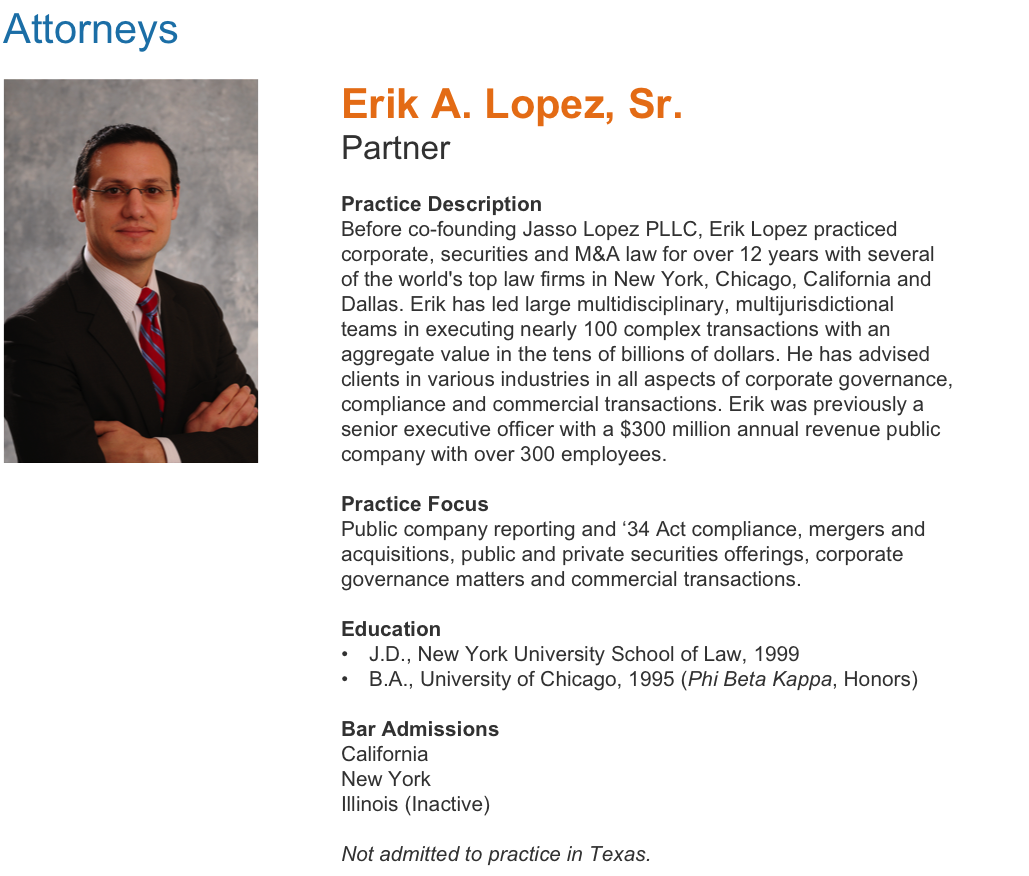 Attorneys
Erik A. Lopez, Sr.
Partner
Practice Description
Before co-founding Jasso Lopez PLLC, Erik Lopez practiced
corporate, securities and M&A law for over 12 years with several
of the world's top law firms in New York, Chicago, California and
Dallas. Erik has led large multidisciplinary, multijurisdictional
teams in executing nearly 100 complex transactions with an
aggregate value in the tens of billions of dollars. He has advised
clients in various industries in all aspects of corporate governance,
compliance and commercial transactions. Erik was previously a
senior executive officer with a $300 million annual revenue public
company with over 300 employees.
Practice Focus
Public company reporting and ‘34 Act compliance, mergers and
acquisitions, public and private securities offerings, corporate
governance matters and commercial transactions.
Education
• J.D., New York University School of Law, 1999
• B.A., University of Chicago, 1995 (Phi Beta Kappa, Honors)
Bar Admissions
California
New York
Illinois (Inactive)
Not admitted to practice in Texas.